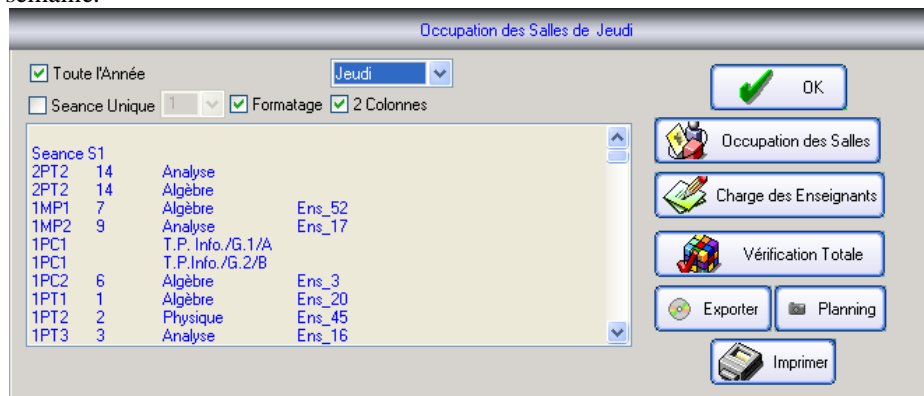 semaine.
Occupation des Salles de Jeudi
Toute l'Année Jeudi
Seance Unique 1 Formatage 2 Colonnes
Seance S1
2PT2 14 Analyse
2PT2 14 Algèbre
1MP1 7 Algèbre Ens_52
1MP2 9 Analyse Ens_17
1PC1 T.P. Info./G.1/A
1PC1 T.P.Info./G.2/B
1PC2 6 Algèbre Ens_3
1PT1 1 Algèbre Ens_20
1PT2 2 Physique Ens_45
1PT3 3 Analyse Ens_16
OK
Occupation des Salles
Charge des Enseignants
Vérification Totale
Exporter Planning
Imprimer